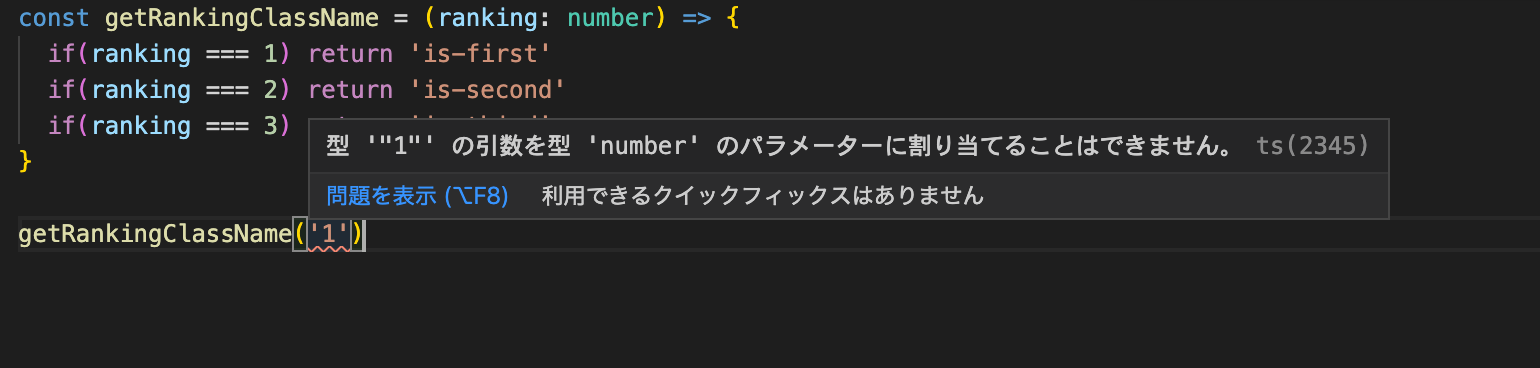 const getRankingClassName = (ranking: number) => {
if(ranking === 1) return 'is-first'
if(ranking === 2) return 'is-second'
if(ranking === 3)
型 '"1"' の引数を型 'number' のパラメーターに割り当てることはできません。 ts(2345)
}
問題を表示 (⌥F8) 利用できるクイックフィックスはありません
getRankingClassName('1')